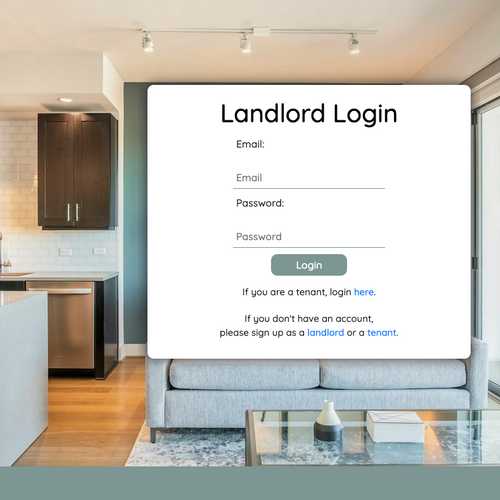 Landlord Login
Email:
Email
Password:
Password
Login
If you are a tenant, login here.
If you don't have an account,
please sign up as a landlord or a tenant.